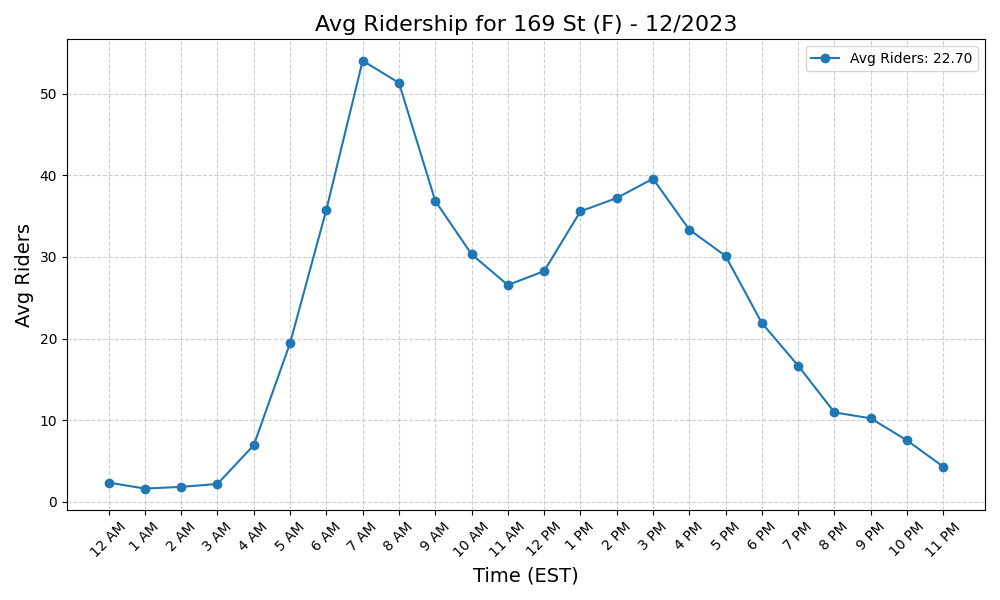 Avg Ridership for 169 St (F) - 12/2023
Avg Riders: 22.70
Avg Riders
50
40
30
20
10
0
12 AM
1 AM
2 AM
3 AM
4 AM
5 AM
6 AM
7 AM
8 AM
9 AM
10 AM
11 AM
12 PM
1 PM
2 PM
3 PM
4 PM
5 PM
6 PM
7 PM
8 PM
9 PM
10 PM
11 PM
Time (EST)